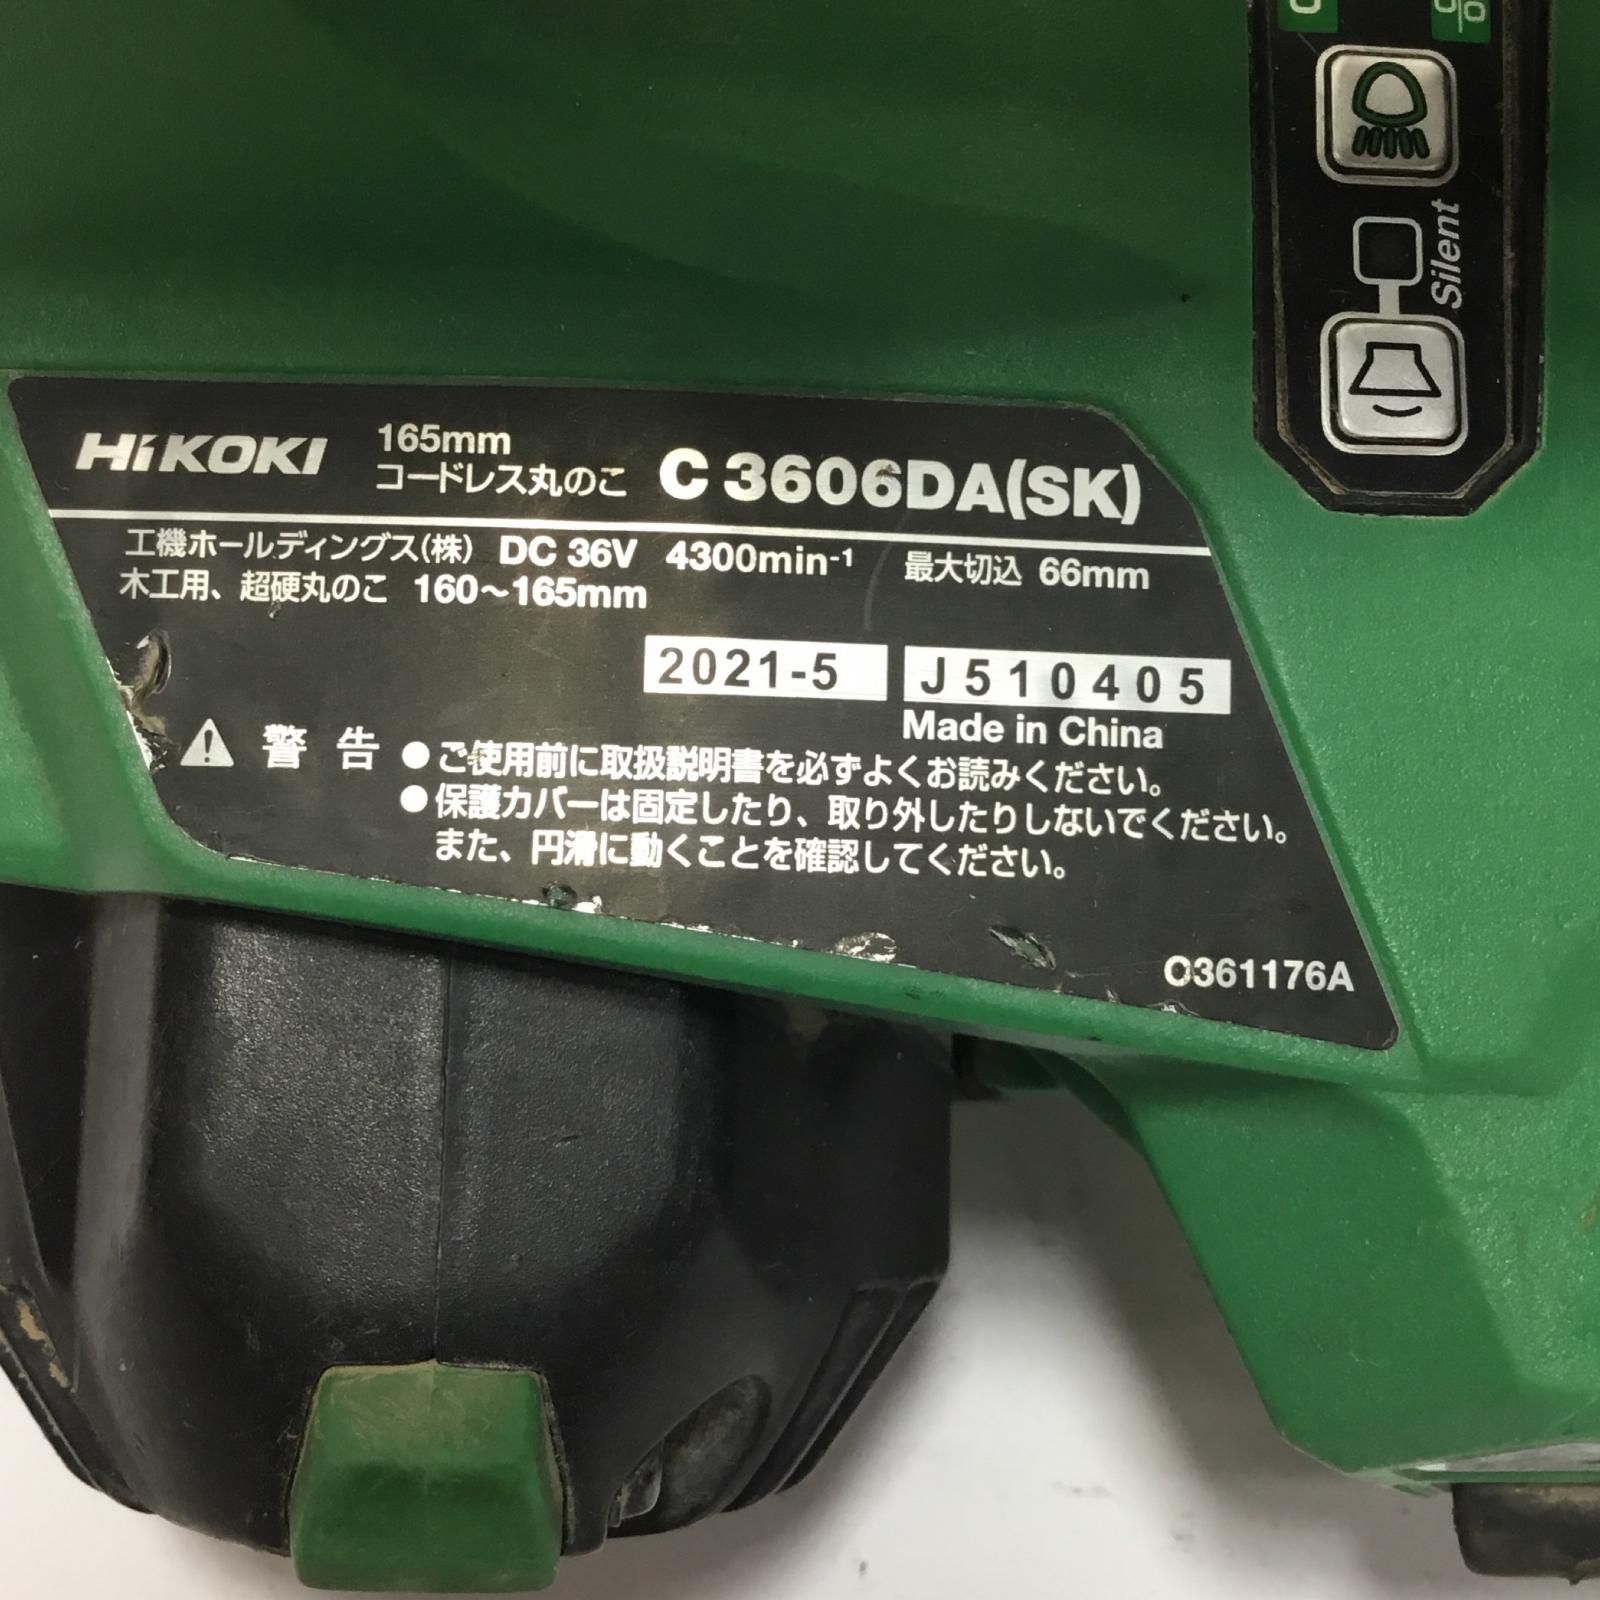 Silent
HiKOKI 165mm
コードレス丸のこ C 3606DA(SK)
工機ホールディングス(株) DC 36V 4300min-1 最大切込 66mm
木工用、超硬丸のこ 160～165mm
2021-5 J510405
Made in China
警告 ●ご使用前に取扱説明書を必ずよくお読みください。
●保護カバーは固定したり、取り外したりしないでください。
また、円滑に動くことを確認してください。
O361176A